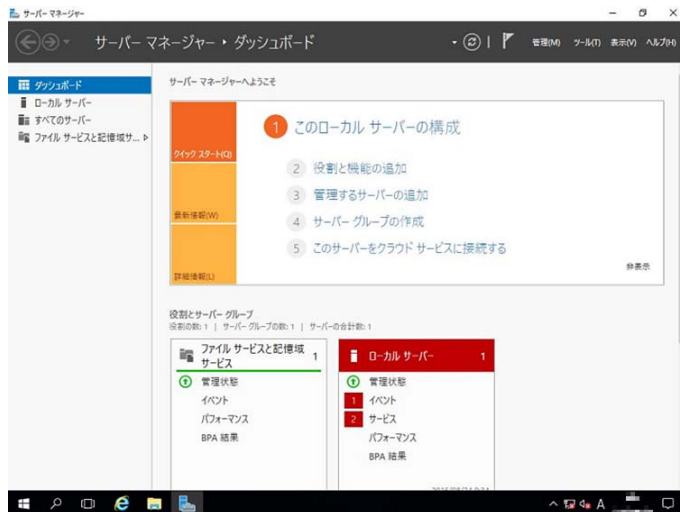 サーバー マネージャー
サーバー マネージャー ▸ ダッシュボード
管理(M) ツール(T) 表示(V) ヘルプ(H)
ダッシュボード
ローカル サーバー
すべてのサーバー
ファイル サービスと記憶域サ...
サーバー マネージャーへようこそ
クイック スタート(Q)
最新情報(W)
詳細情報(L)
1 このローカル サーバーの構成
2 役割と機能の追加
3 管理するサーバーの追加
4 サーバー グループの作成
5 このサーバーをクラウド サービスに接続する
非表示
役割とサーバー グループ
役割の数: 1 | サーバー グループの数: 1 | サーバーの合計数: 1
ファイル サービスと記憶域
サービス
1
管理状態
イベント
パフォーマンス
BPA 結果
ローカル サーバー 1
管理状態
1 イベント
2 サービス
パフォーマンス
BPA 結果
A